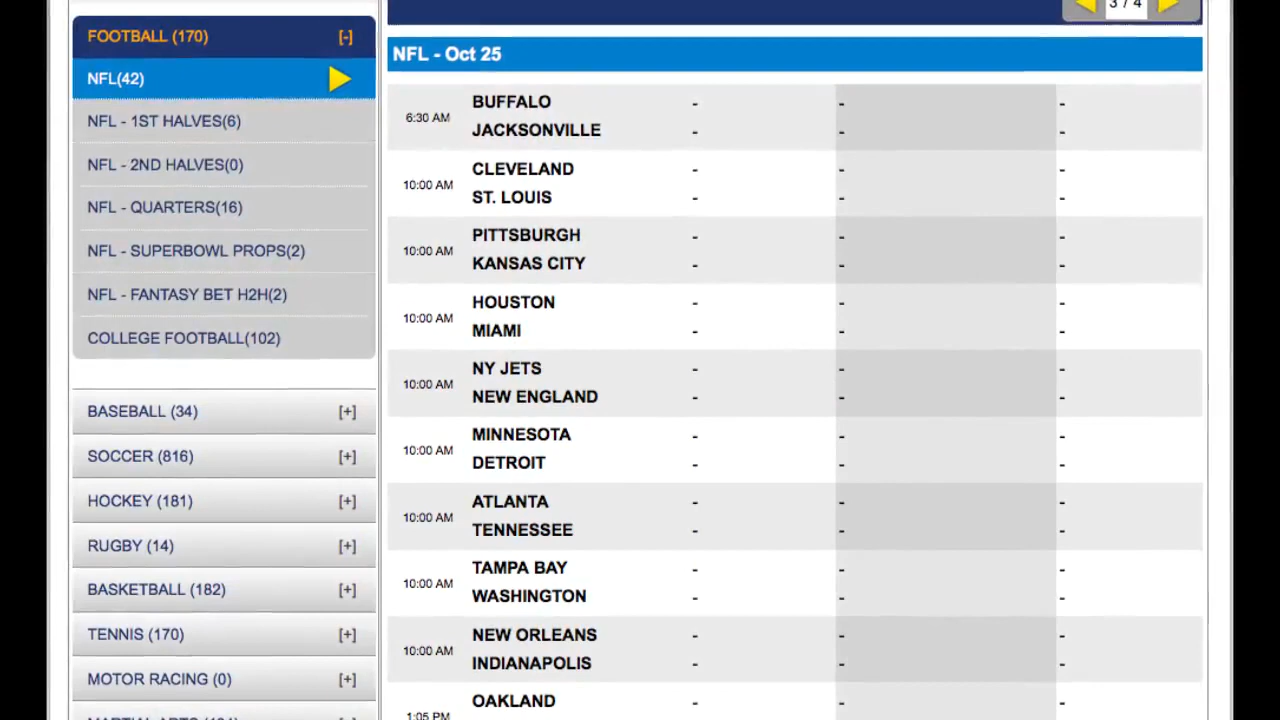 FOOTBALL (170) [-]
NFL(42)
NFL - 1ST HALVES(6)
NFL - 2ND HALVES(0)
NFL - QUARTERS(16)
NFL - SUPERBOWL PROPS(2)
NFL - FANTASY BET H2H(2)
COLLEGE FOOTBALL(102)
BASEBALL (34) [+]
SOCCER (816) [+]
HOCKEY (181) [+]
RUGBY (14) [+]
BASKETBALL (182) [+]
TENNIS (170) [+]
MOTOR RACING (0) [+]
3 / 4
NFL - Oct 25
6:30 AM
BUFFALO - - -
JACKSONVILLE - - -
10:00 AM
CLEVELAND - - -
ST. LOUIS - - -
10:00 AM
PITTSBURGH - - -
KANSAS CITY - - -
10:00 AM
HOUSTON - - -
MIAMI - - -
10:00 AM
NY JETS - - -
NEW ENGLAND - - -
10:00 AM
MINNESOTA - - -
DETROIT - - -
10:00 AM
ATLANTA - - -
TENNESSEE - - -
10:00 AM
TAMPA BAY - - -
WASHINGTON - - -
10:00 AM
NEW ORLEANS - - -
INDIANAPOLIS - - -
1:05 PM
OAKLAND - - -